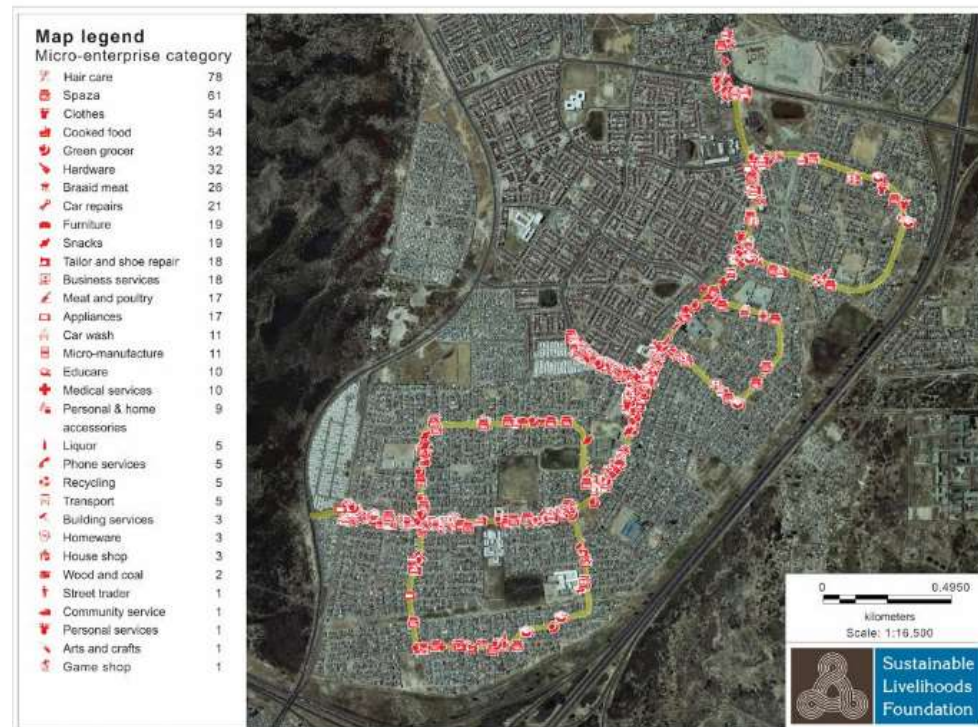 Map legend
Micro-enterprise category
Hair care 78
Spaza 61
Clothes 54
Cooked food 54
Green grocer 32
Hardware 32
Braaid meat 26
Car repairs 21
Furniture 19
Snacks 19
Tailor and shoe repair 18
Business services 18
Meat and poultry 17
Appliances 17
Car wash 11
Micro-manufacture 11
Educare 10
Medical services 10
Personal & home 9
accessories
Liquor 5
Phone services 5
Recycling 5
Transport 5
Building services 3
Homeware 3
House shop 3
Wood and coal 2
Street trader 1
Community service 1
Personal services 1
Arts and crafts 1
Game shop 1
0 0.4950
kilometers
Scale: 1:16,500
Sustainable
Livelihoods
Foundation